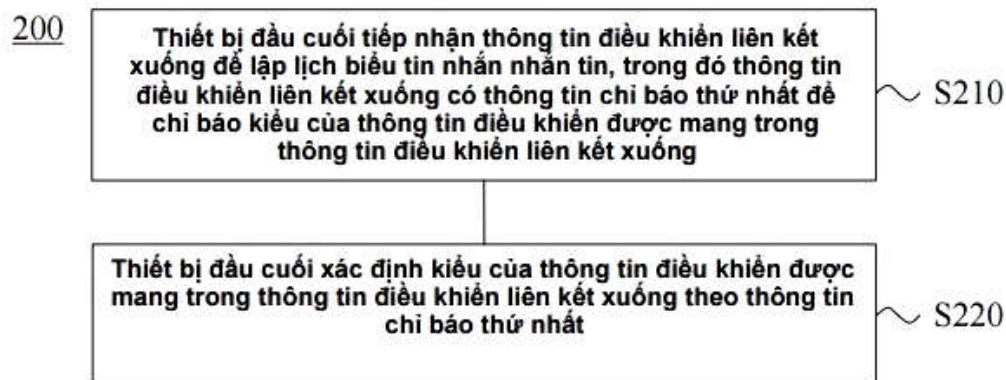 200
Thiết bị đầu cuối tiếp nhận thông tin điều khiển liên kết
xuống để lập lịch biểu tin nhắn nhắn tin, trong đó thông tin
điều khiển liên kết xuống có thông tin chỉ báo thứ nhất để
chỉ báo kiểu của thông tin điều khiển được mang trong
thông tin điều khiển liên kết xuống
S210
Thiết bị đầu cuối xác định kiểu của thông tin điều khiển được
mang trong thông tin điều khiển liên kết xuống theo thông tin
chỉ báo thứ nhất
S220